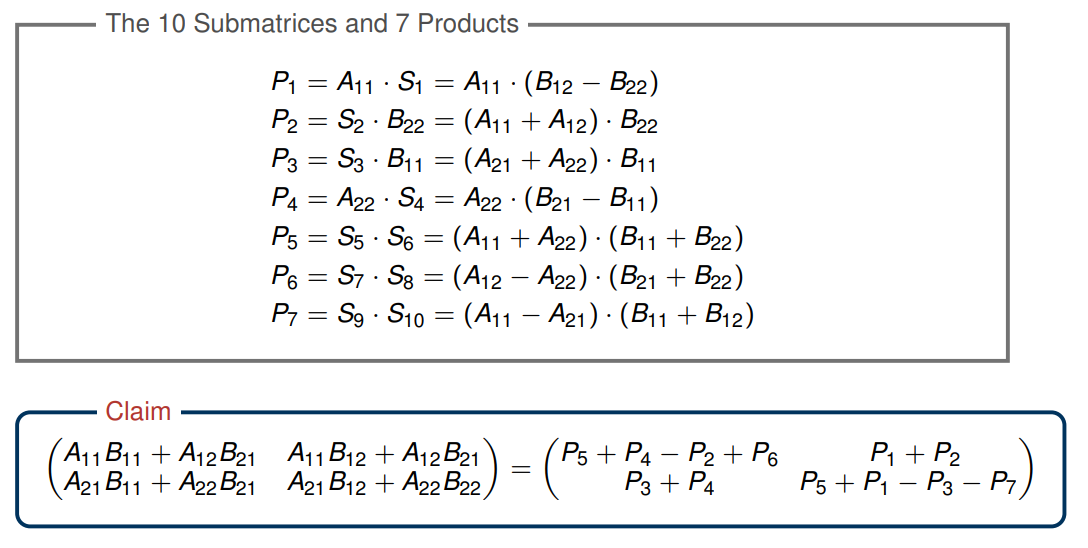 The 10 Submatrices and 7 Products
P₁ = A₁₁ · S₁ = A₁₁ · (B₁₂ − B₂₂)
P₂ = S₂ · B₂₂ = (A₁₁ + A₁₂) · B₂₂
P₃ = S₃ · B₁₁ = (A₂₁ + A₂₂) · B₁₁
P₄ = A₂₂ · S₄ = A₂₂ · (B₂₁ − B₁₁)
P₅ = S₅ · S₆ = (A₁₁ + A₂₂) · (B₁₁ + B₂₂)
P₆ = S₇ · S₈ = (A₁₂ − A₂₂) · (B₂₁ + B₂₂)
P₇ = S₉ · S₁₀ = (A₁₁ − A₂₁) · (B₁₁ + B₁₂)
Claim
(A₁₁B₁₁ + A₁₂B₂₁ A₁₁B₁₂ + A₁₂B₂₁) = (P₅ + P₄ − P₂ + P₆ P₁ + P₂)
(A₂₁B₁₁ + A₂₂B₂₁ A₂₁B₁₂ + A₂₂B₂₂) (P₃ + P₄ P₅ + P₁ − P₃ − P₇)